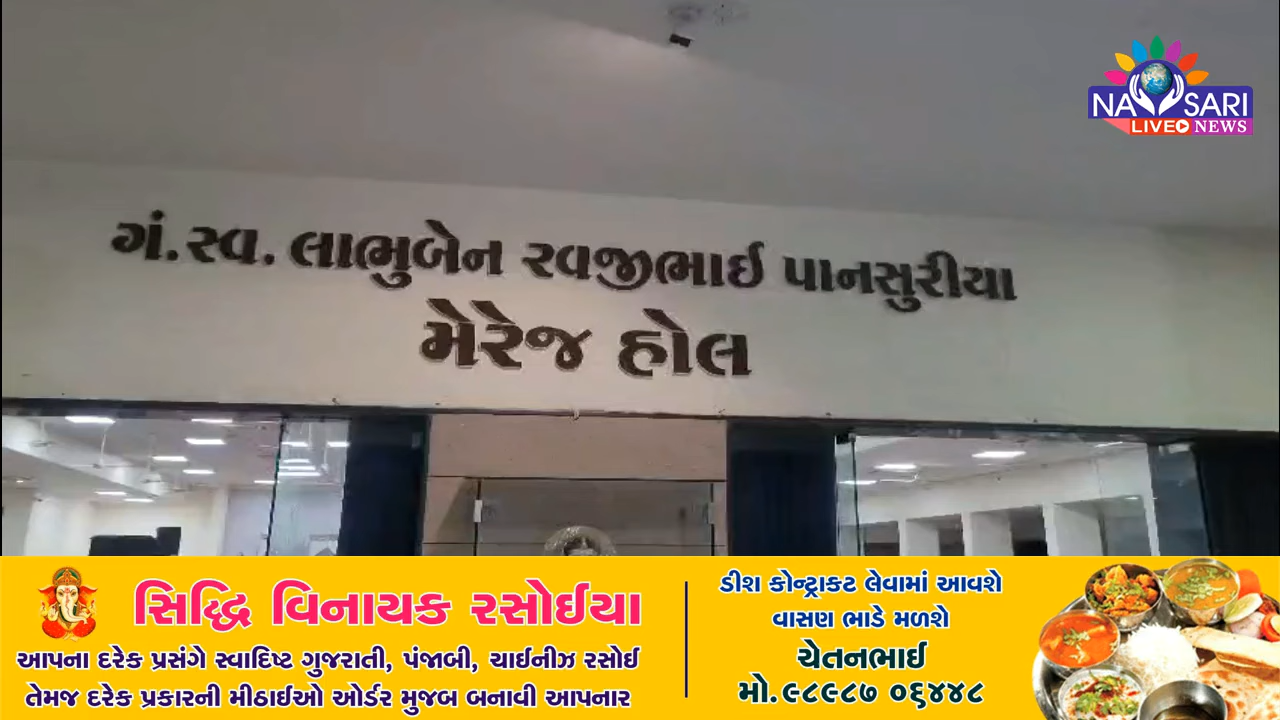 NAVSARI
LIVE NEWS
ગં.સ્વ. લાભુબેન રવજીભાઈ પાનસુરીયા
મેરેજ હોલ
સિદ્ધિ વિનાયક રસોઈયા
આપના દરેક પ્રસંગે સ્વાદિષ્ટ ગુજરાતી, પંજાબી, ચાઈનીઝ રસોઈ
તેમજ દરેક પ્રકારની મીઠાઈઓ ઓર્ડર મુજબ બનાવી આપનાર
ડીશ કોન્ટ્રાકટ લેવામાં આવશે
વાસણ ભાડે મળશે
ચેતનભાઈ
મો.૯૮૯૮૭ ૦૬૪૪૮